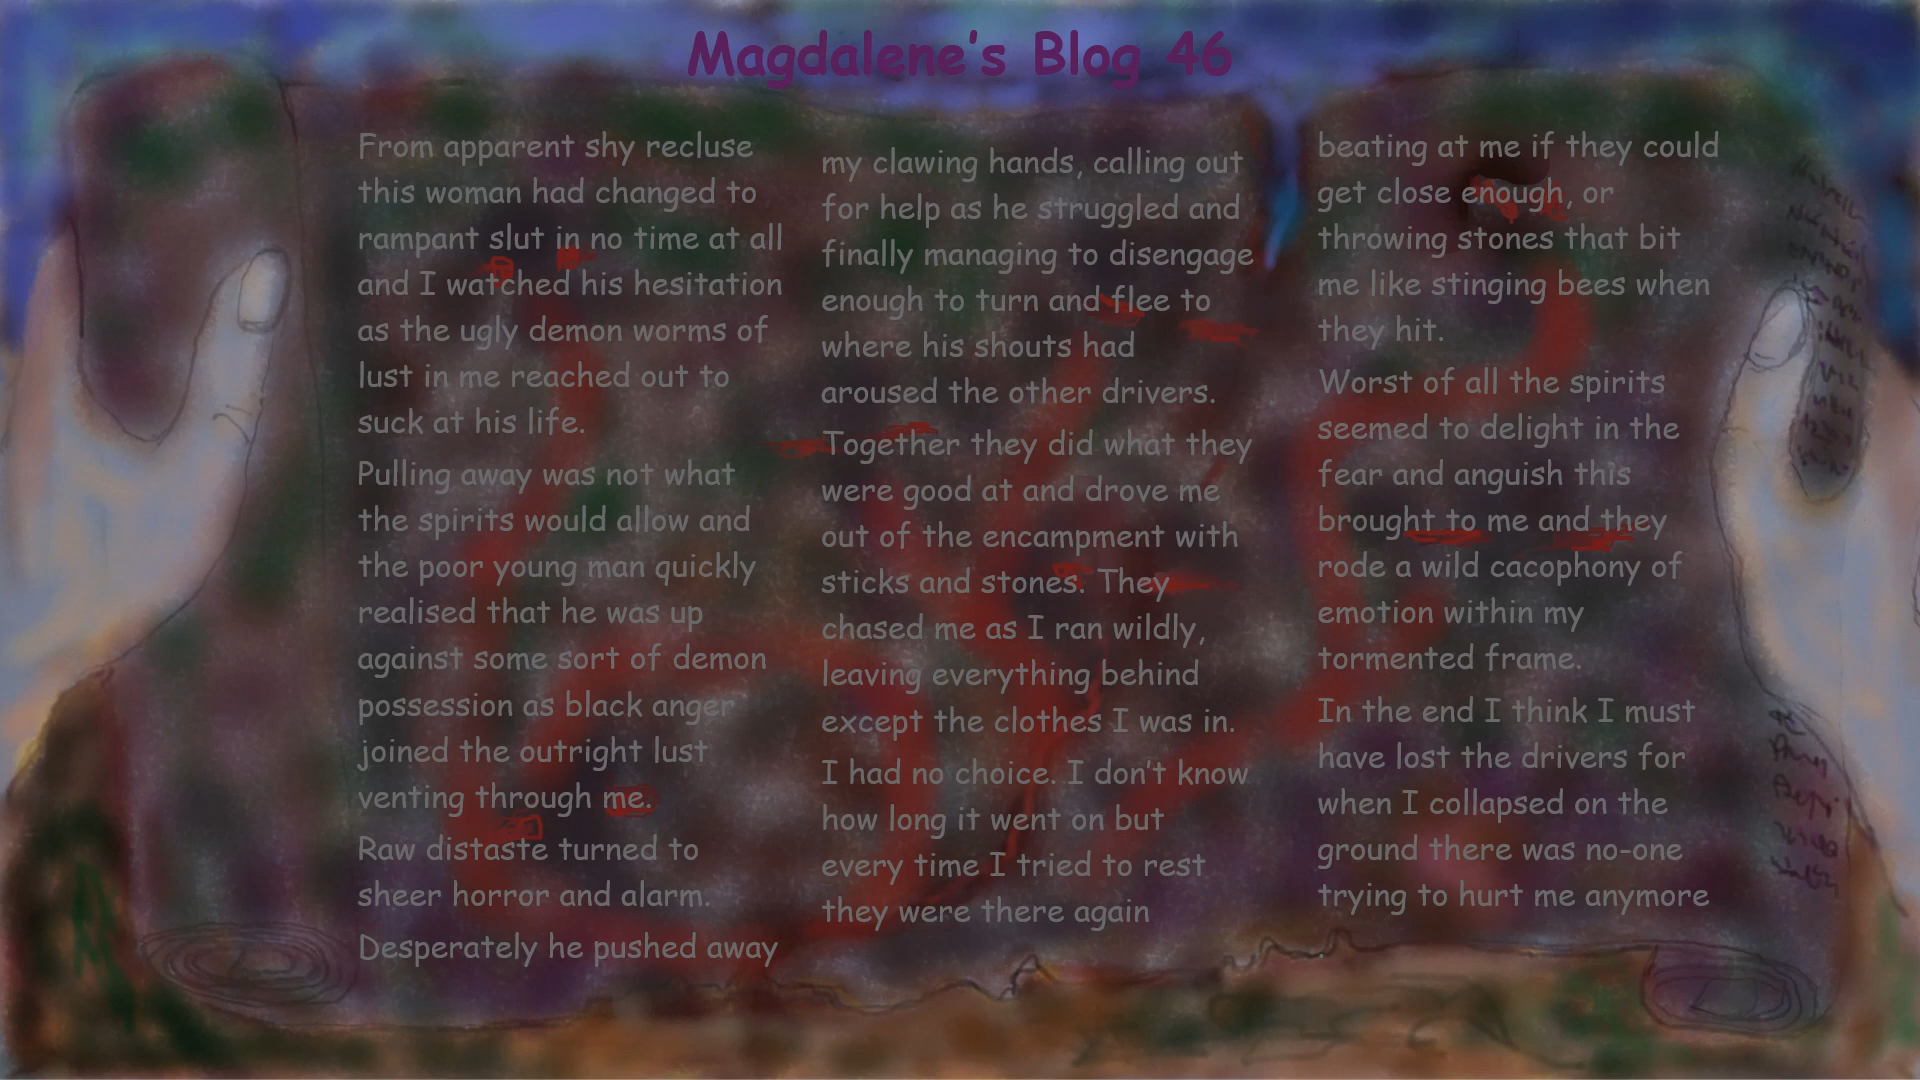 Magdalene's Blog 46
From apparent shy recluse
this woman had changed to
rampant slut in no time at all
and I watched his hesitation
as the ugly demon worms of
lust in me reached out to
suck at his life.
Pulling away was not what
the spirits would allow and
the poor young man quickly
realised that he was up
against some sort of demon
possession as black anger
joined the outright lust
venting through me.
Raw distaste turned to
sheer horror and alarm.
Desperately he pushed away
my clawing hands, calling out
for help as he struggled and
finally managing to disengage
enough to turn and flee to
where his shouts had
aroused the other drivers.
Together they did what they
were good at and drove me
out of the encampment with
sticks and stones. They
chased me as I ran wildly,
leaving everything behind
except the clothes I was in.
I had no choice. I don't know
how long it went on but
every time I tried to rest
they were there again
beating at me if they could
get close enough, or
throwing stones that bit
me like stinging bees when
they hit.
Worst of all the spirits
seemed to delight in the
fear and anguish this
brought to me and they
rode a wild cacophony of
emotion within my
tormented frame.
In the end I think I must
have lost the drivers for
when I collapsed on the
ground there was no-one
trying to hurt me anymore